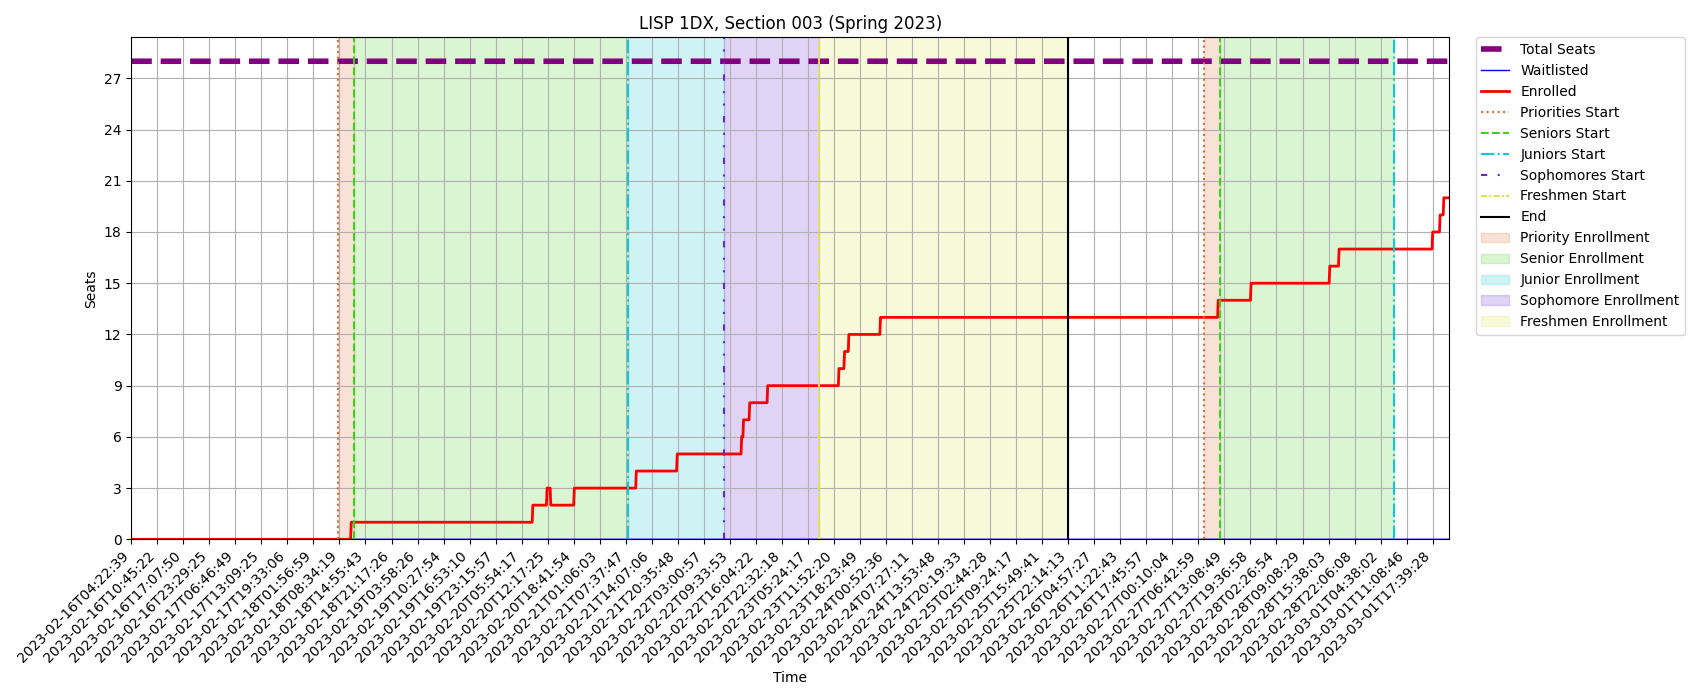 LISP 1DX, Section 003 (Spring 2023)
Total Seats
Waitlisted
Enrolled
Priorities Start
Seniors Start
Juniors Start
Sophomores Start
Freshmen Start
End
Priority Enrollment
Senior Enrollment
Junior Enrollment
Sophomore Enrollment
Freshmen Enrollment
Seats
27
24
21
18
15
12
9
6
3
0
2023-02-16T04:22:39
2023-02-16T10:45:22
2023-02-16T17:07:50
2023-02-16T23:29:25
2023-02-17T06:46:49
2023-02-17T13:09:25
2023-02-17T19:33:06
2023-02-18T01:56:59
2023-02-18T08:34:19
2023-02-18T14:55:43
2023-02-18T21:17:26
2023-02-19T03:58:26
2023-02-19T10:27:54
2023-02-19T16:53:10
2023-02-19T23:15:57
2023-02-20T05:54:17
2023-02-20T12:17:25
2023-02-20T18:41:54
2023-02-21T01:06:03
2023-02-21T07:37:47
2023-02-21T14:07:06
2023-02-21T20:35:48
2023-02-22T03:00:57
2023-02-22T09:33:53
2023-02-22T16:04:22
2023-02-22T22:32:18
2023-02-23T05:24:17
2023-02-23T11:52:20
2023-02-23T18:23:49
2023-02-24T00:52:36
2023-02-24T07:27:11
2023-02-24T13:53:48
2023-02-24T20:19:33
2023-02-25T02:44:28
2023-02-25T09:24:17
2023-02-25T15:49:41
2023-02-25T22:14:13
2023-02-26T04:57:27
2023-02-26T11:22:43
2023-02-26T17:45:57
2023-02-27T00:10:04
2023-02-27T06:42:59
2023-02-27T13:08:49
2023-02-27T19:36:58
2023-02-28T02:26:54
2023-02-28T09:08:29
2023-02-28T15:38:03
2023-02-28T22:06:08
2023-03-01T04:38:02
2023-03-01T11:08:46
2023-03-01T17:39:28
Time